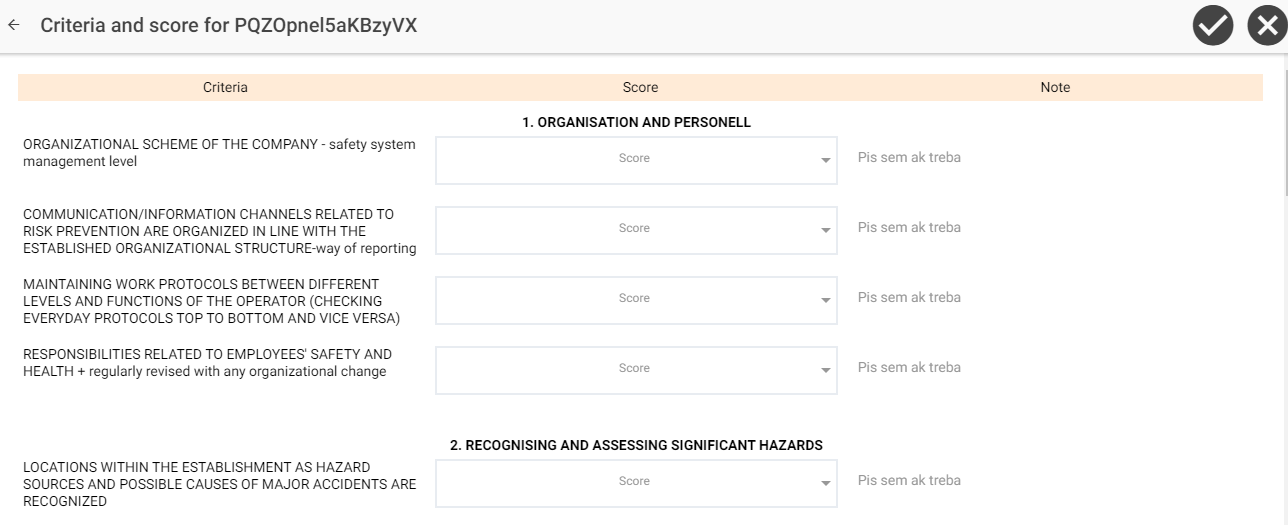 Criteria and score for PQZOpnel5aKBzyVX
Criteria Score Note
1. ORGANISATION AND PERSONELL
ORGANIZATIONAL SCHEME OF THE COMPANY - safety system
management level
Score
Pis sem ak treba
COMMUNICATION/INFORMATION CHANNELS RELATED TO
RISK PREVENTION ARE ORGANIZED IN LINE WITH THE
ESTABLISHED ORGANIZATIONAL STRUCTURE-way of reporting
Score
Pis sem ak treba
MAINTAINING WORK PROTOCOLS BETWEEN DIFFERENT
LEVELS AND FUNCTIONS OF THE OPERATOR (CHECKING
EVERYDAY PROTOCOLS TOP TO BOTTOM AND VICE VERSA)
Score
Pis sem ak treba
RESPONSIBILITIES RELATED TO EMPLOYEES' SAFETY AND
HEALTH + regularly revised with any organizational change
Score
Pis sem ak treba
2. RECOGNISING AND ASSESSING SIGNIFICANT HAZARDS
LOCATIONS WITHIN THE ESTABLISHMENT AS HAZARD
SOURCES AND POSSIBLE CAUSES OF MAJOR ACCIDENTS ARE
RECOGNIZED
Score
Pis sem ak treba